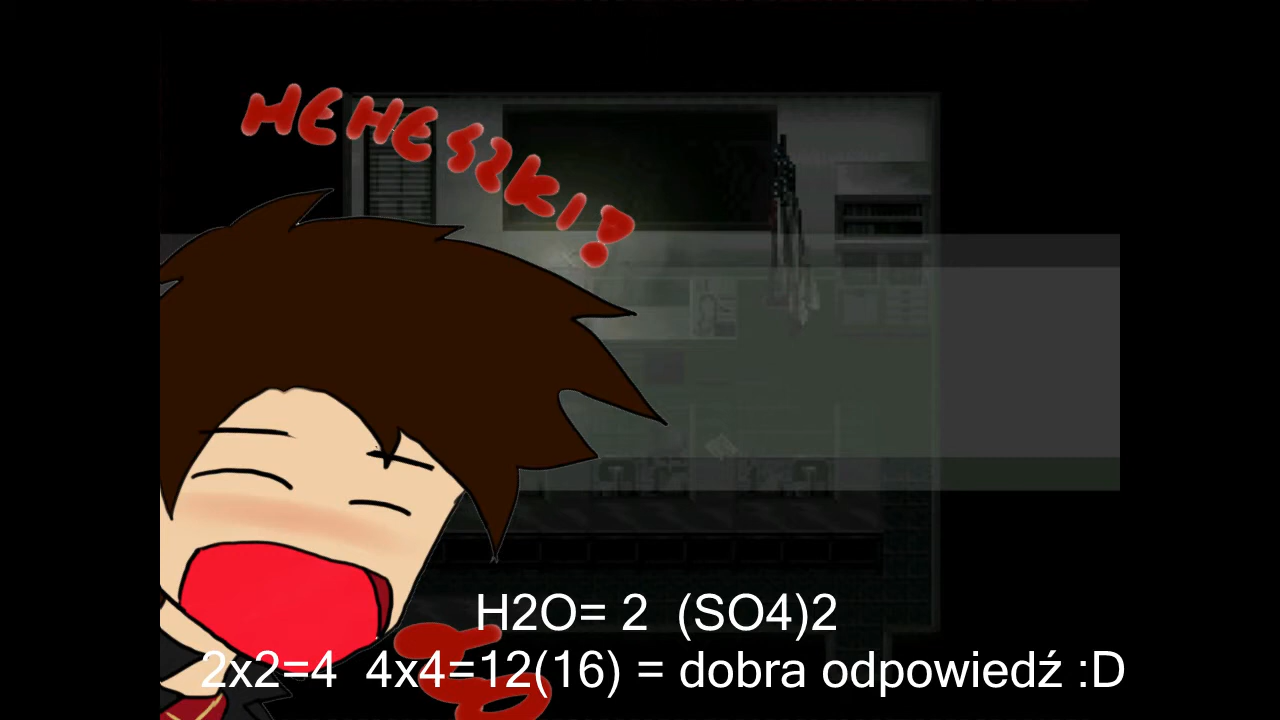 HEHESZKI!
H2O= 2 (SO4)2
2x2=4 4x4=12(16) = dobra odpowiedź :D